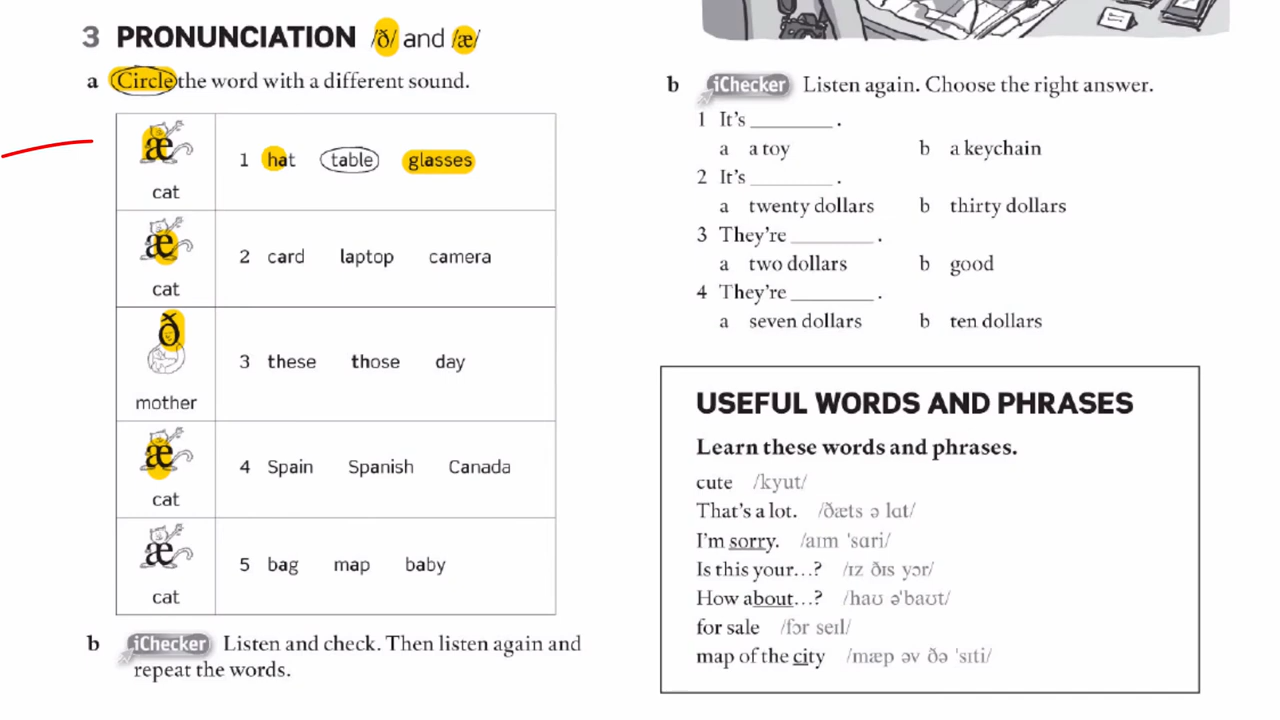 3 PRONUNCIATION /ð/ and /æ/
a Circle the word with a different sound.
æ
cat
1 hat table glasses
æ
cat
2 card laptop camera
ð
mother
3 these those day
æ
cat
4 Spain Spanish Canada
æ
cat
5 bag map baby
b iChecker Listen and check. Then listen again and
repeat the words.
b iChecker Listen again. Choose the right answer.
1 It's ________ .
a a toy b a keychain
2 It's ________ .
a twenty dollars b thirty dollars
3 They're ________ .
a two dollars b good
4 They're ________ .
a seven dollars b ten dollars
USEFUL WORDS AND PHRASES
Learn these words and phrases.
cute /kyut/
That's a lot. /ðæts ə lɑt/
I'm sorry. /aɪm ˈsɑri/
Is this your…? /ɪz ðɪs yɔr/
How about…? /haʊ əˈbaʊt/
for sale /fɔr seɪl/
map of the city /mæp əv ðə ˈsɪti/